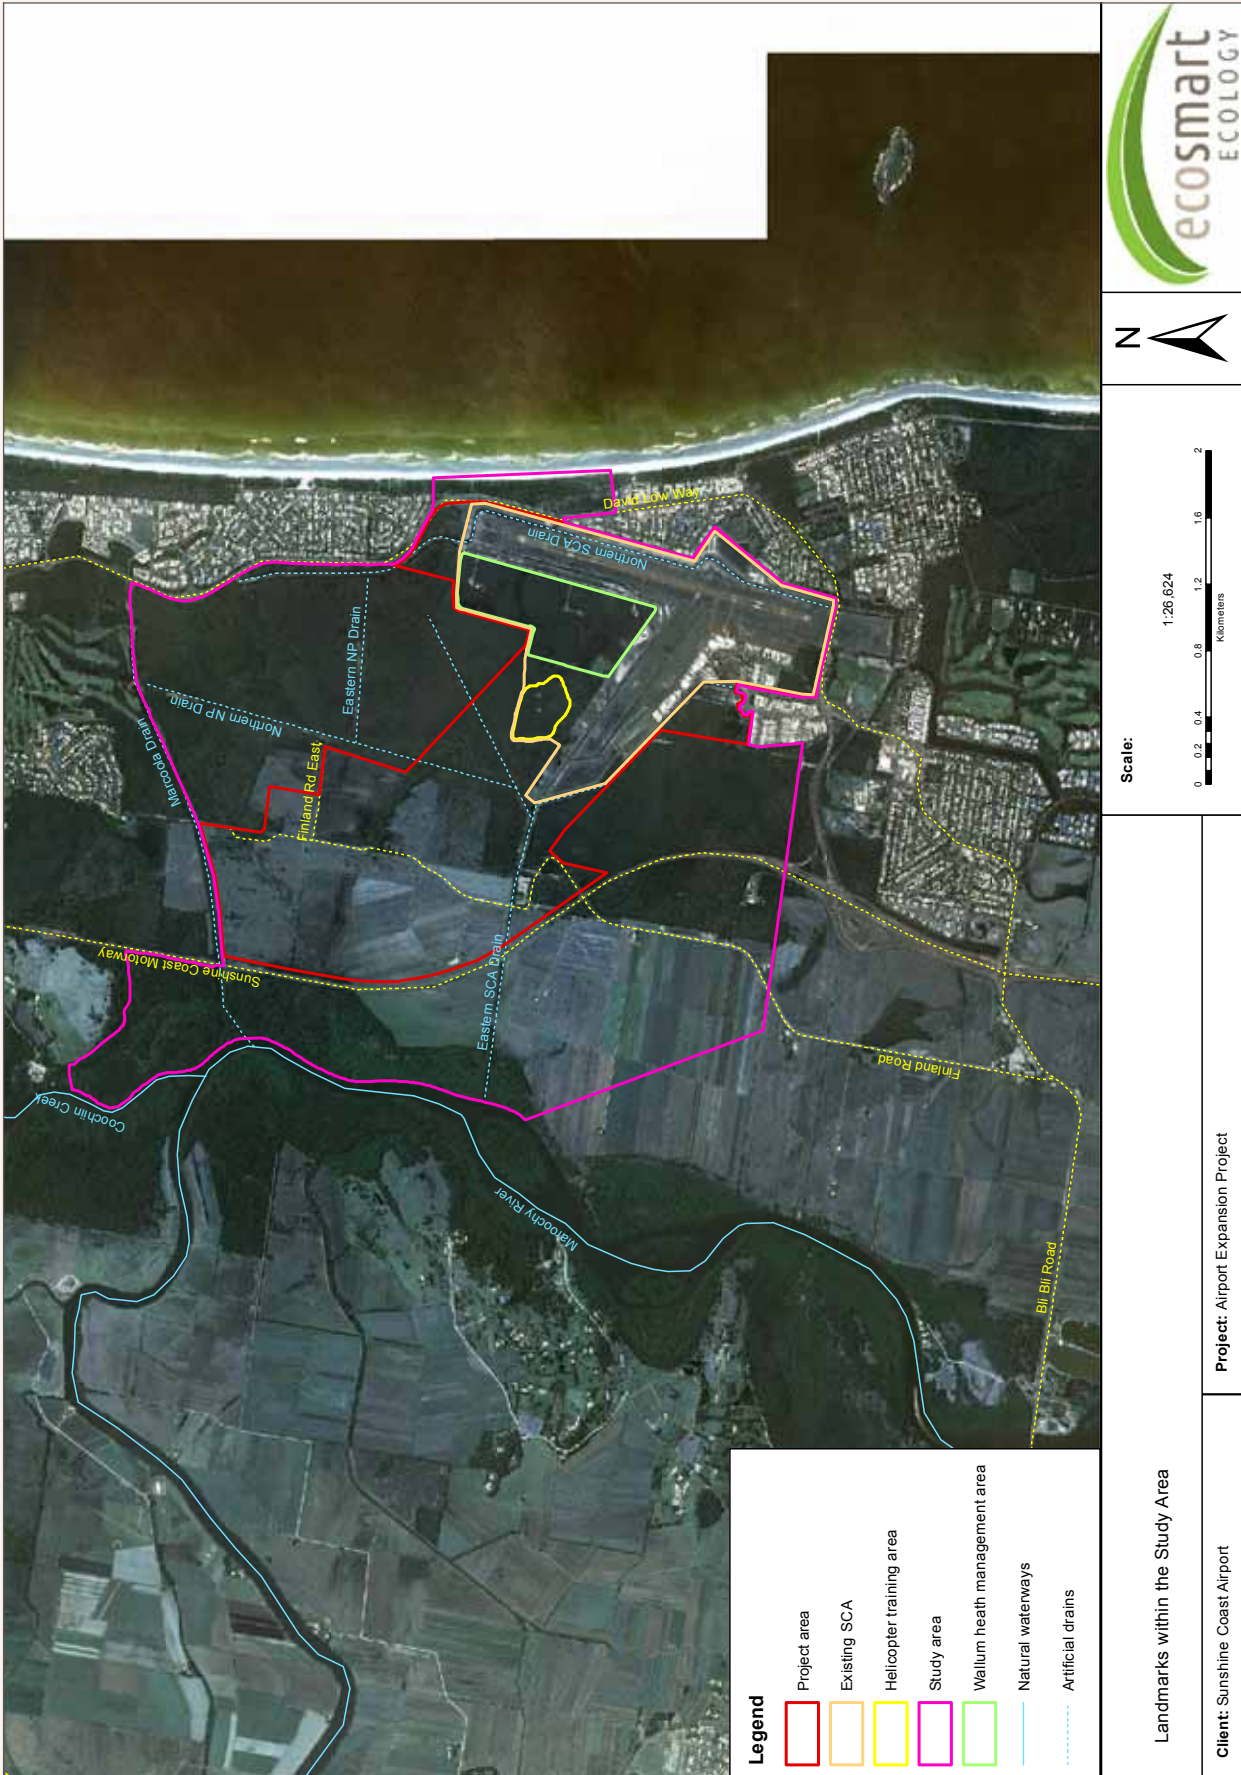 ecosmart
ECOLOGY
N
Scale:
1:26,624
0 0.2 0.4 0.8 1.2 1.6 2
Kilometers
Landmarks within the Study Area
Client: Sunshine Coast Airport
Project: Airport Expansion Project
Legend
Project area
Existing SCA
Helicopter training area
Study area
Wallum heath management area
Natural waterways
Artificial drains
David Low Way
Northern SCA Drain
Eastern NP Drain
Northern NP Drain
Marcoola Drain
Finland Rd East
Sunshine Coast Motorway
Eastern SCA Drain
Coochin Creek
Maroochy River
Finland Road
Bli Bli Road